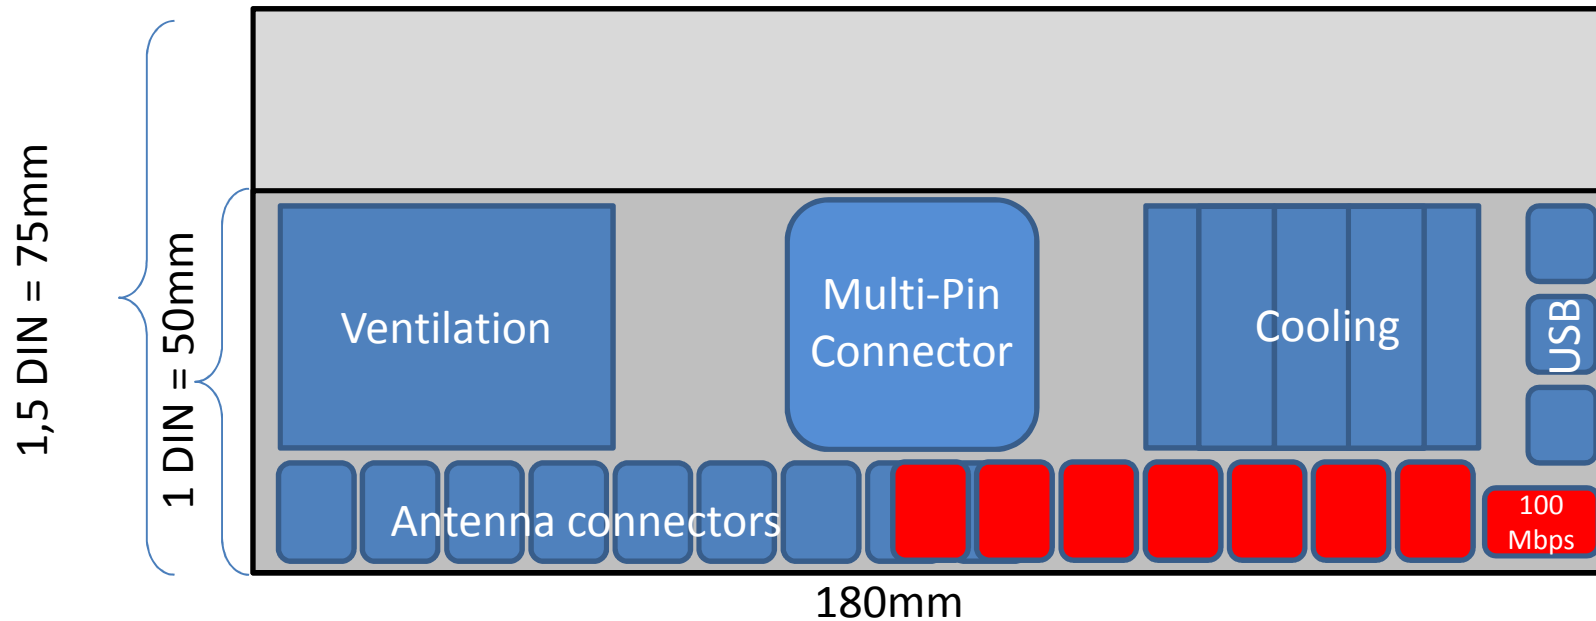 1,5 DIN = 75mm
1 DIN = 50mm
Ventilation
Multi-Pin
Connector
Cooling
USB
Antenna connectors
100
Mbps
180mm